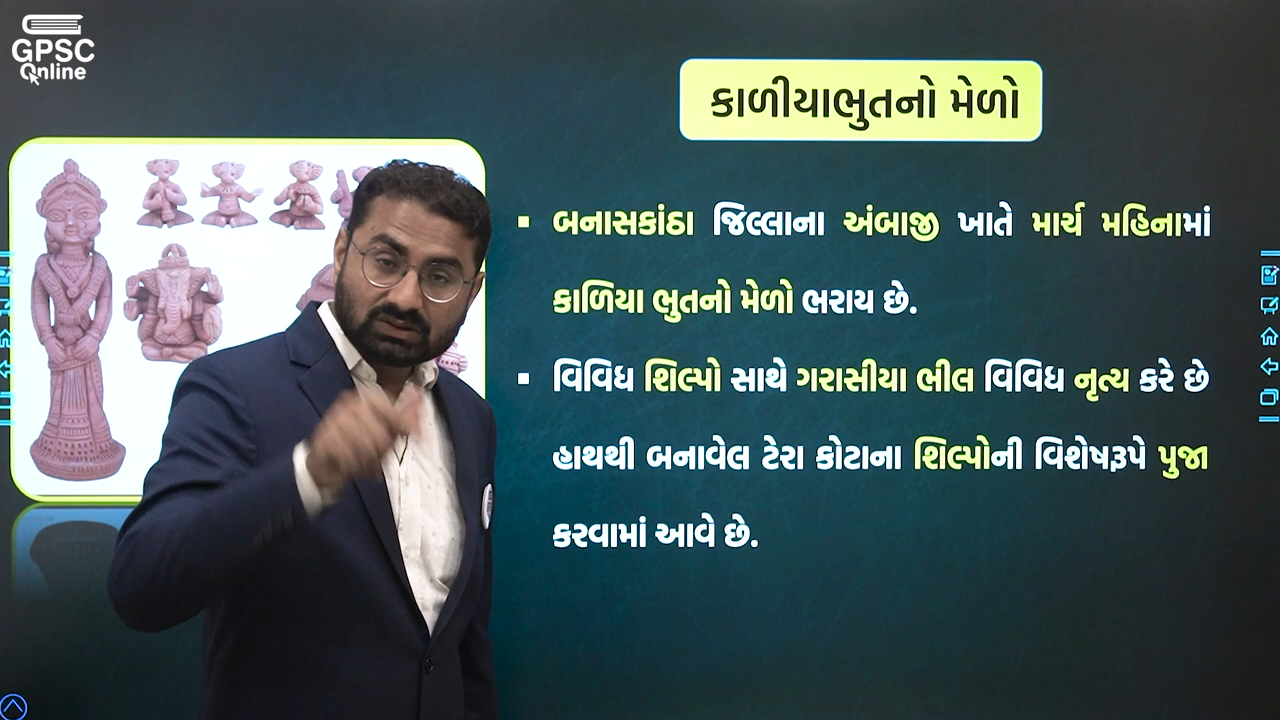 GPSC
Online
કાળીયાભુતનો મેળો
બનાસકાંઠા જિલ્લાના અંબાજી ખાતે માર્ચ મહિનામાં
કાળિયા ભુતનો મેળો ભરાય છે.
વિવિધ શિલ્પો સાથે ગરાસીયા ભીલ વિવિધ નૃત્ય કરે છે
હાથથી બનાવેલ ટેરા કોટાના શિલ્પોની વિશેષરૂપે પુજા
કરવામાં આવે છે.